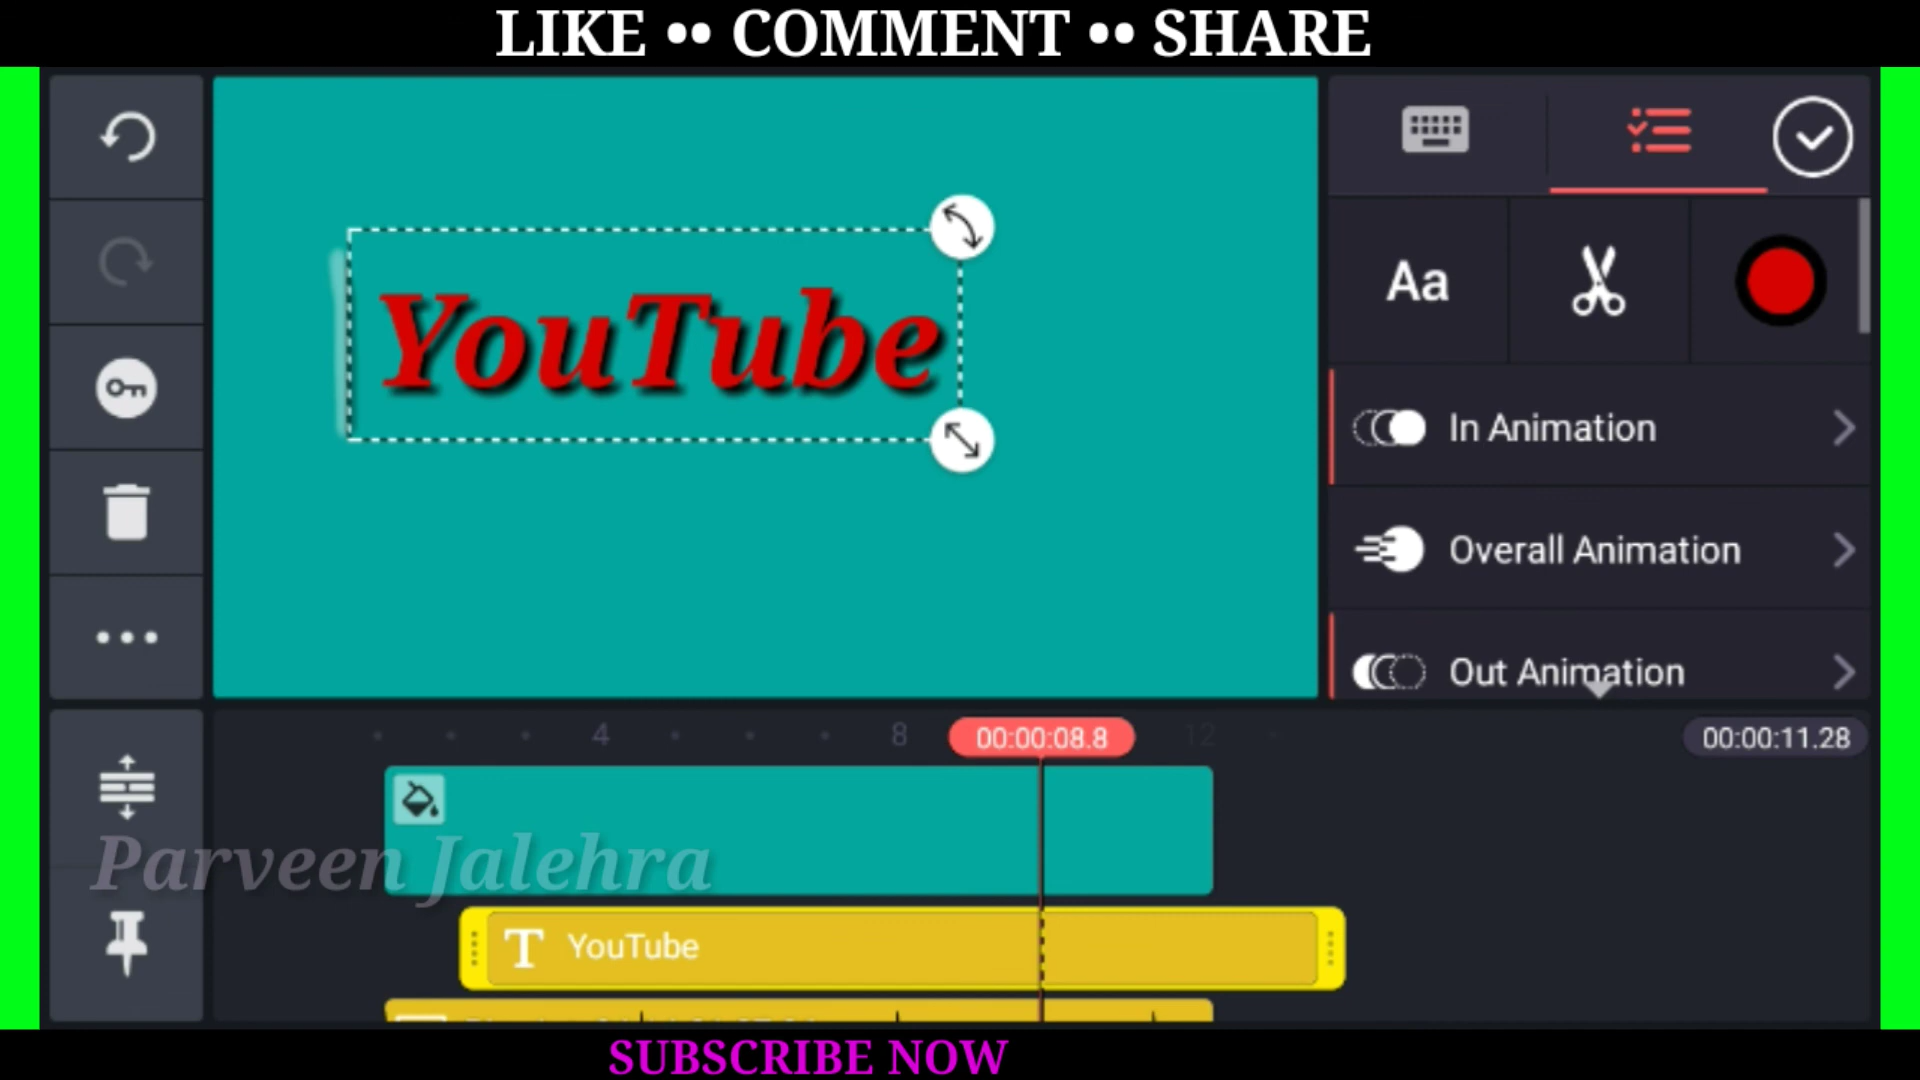 LIKE •• COMMENT •• SHARE
YouTube
Aa
In Animation
Overall Animation
Out Animation
4
8
00:00:08.8
12
00:00:11.28
Parveen Jalehra
T YouTube
SUBSCRIBE NOW